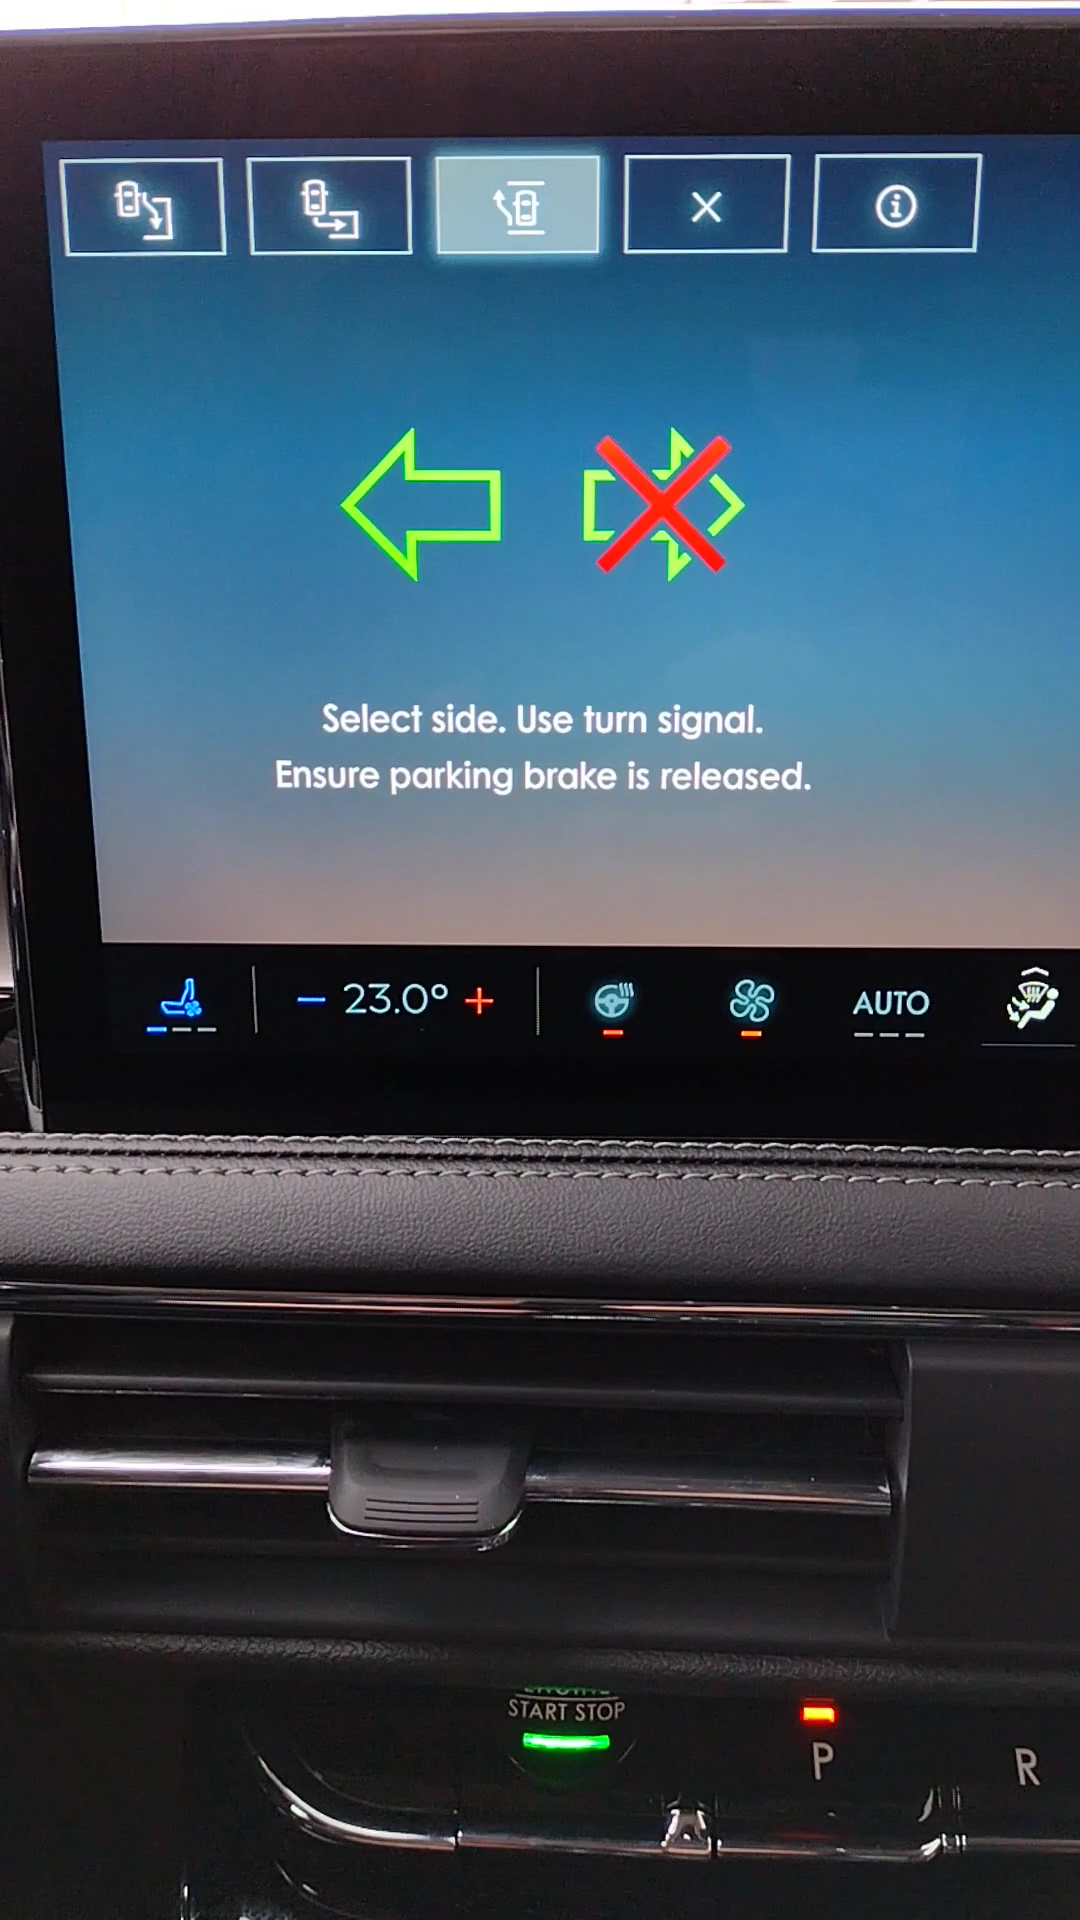 Select side. Use turn signal.
Ensure parking brake is released.
23.0°
AUTO
START STOP
P
R